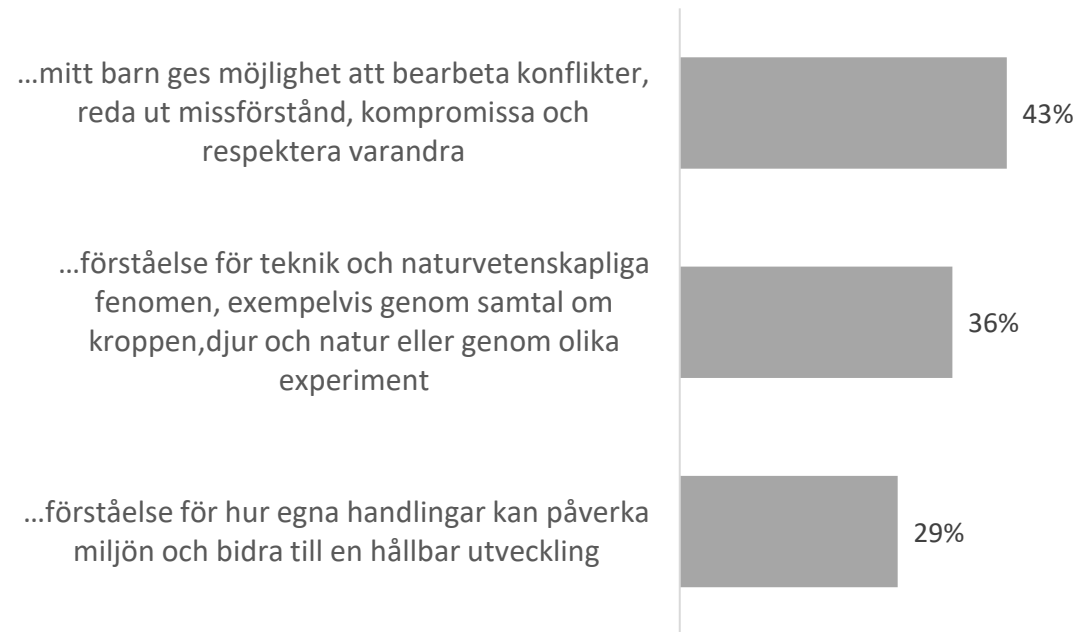 …mitt barn ges möjlighet att bearbeta konflikter,
reda ut missförstånd, kompromissa och
respektera varandra
43%
…förståelse för teknik och naturvetenskapliga
fenomen, exempelvis genom samtal om
kroppen,djur och natur eller genom olika
experiment
36%
…förståelse för hur egna handlingar kan påverka
miljön och bidra till en hållbar utveckling
29%